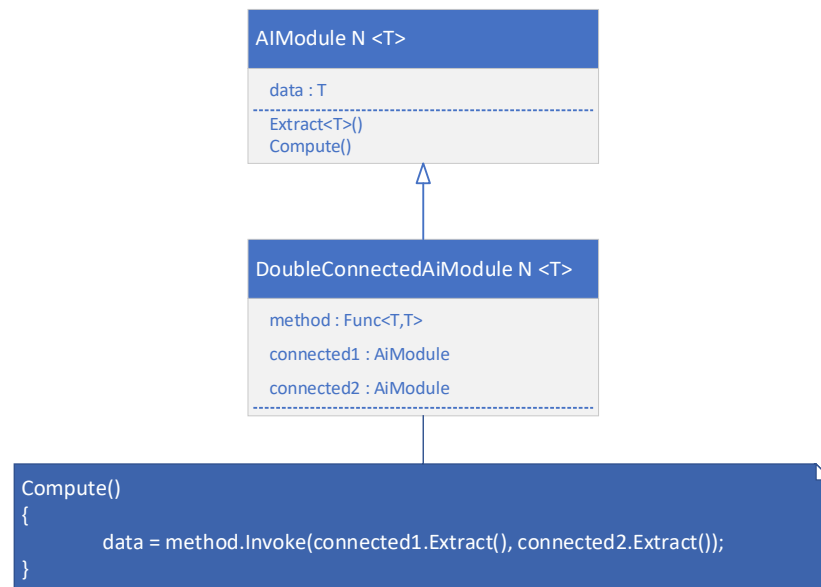 AIModule N <T>
data : T
Extract<T>()
Compute()
DoubleConnectedAiModule N <T>
method : Func<T,T>
connected1 : AiModule
connected2 : AiModule
Compute()
{
data = method.Invoke(connected1.Extract(), connected2.Extract());
}